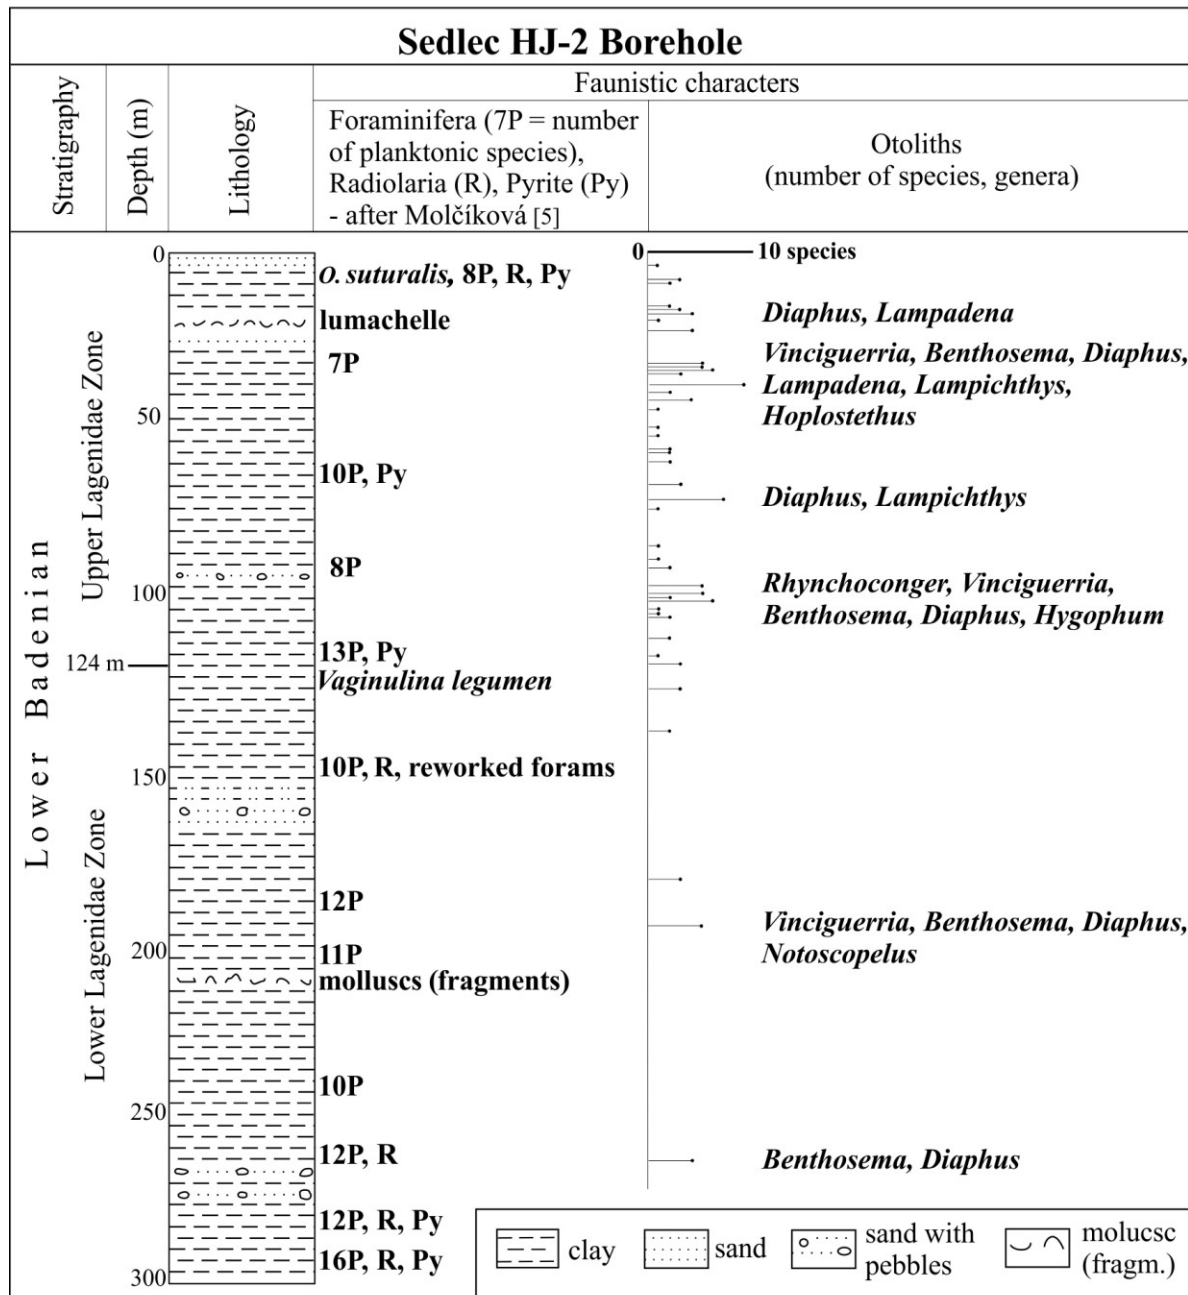 Sedlec HJ-2 Borehole
Stratigraphy
Depth (m)
Lithology
Faunistic characters
Foraminifera (7P = number
of planktonic species),
Radiolaria (R), Pyrite (Py)
- after Molčíková [5]
Otoliths
(number of species, genera)
Lower Badenian
Upper Lagenidae Zone
Lower Lagenidae Zone
0
50
100
124 m
150
200
250
300
O. suturalis, 8P, R, Py
lumachelle
7P
10P, Py
8P
13P, Py
Vaginulina legumen
10P, R, reworked forams
12P
11P
molluscs (fragments)
10P
12P, R
12P, R, Py
16P, R, Py
0 10 species
Diaphus, Lampadena
Vinciguerria, Benthosema, Diaphus,
Lampadena, Lampichthys,
Hoplostethus
Diaphus, Lampichthys
Rhynchoconger, Vinciguerria,
Benthosema, Diaphus, Hygophum
Vinciguerria, Benthosema, Diaphus,
Notoscopelus
Benthosema, Diaphus
clay
sand
sand with
pebbles
molucsc
(fragm.)